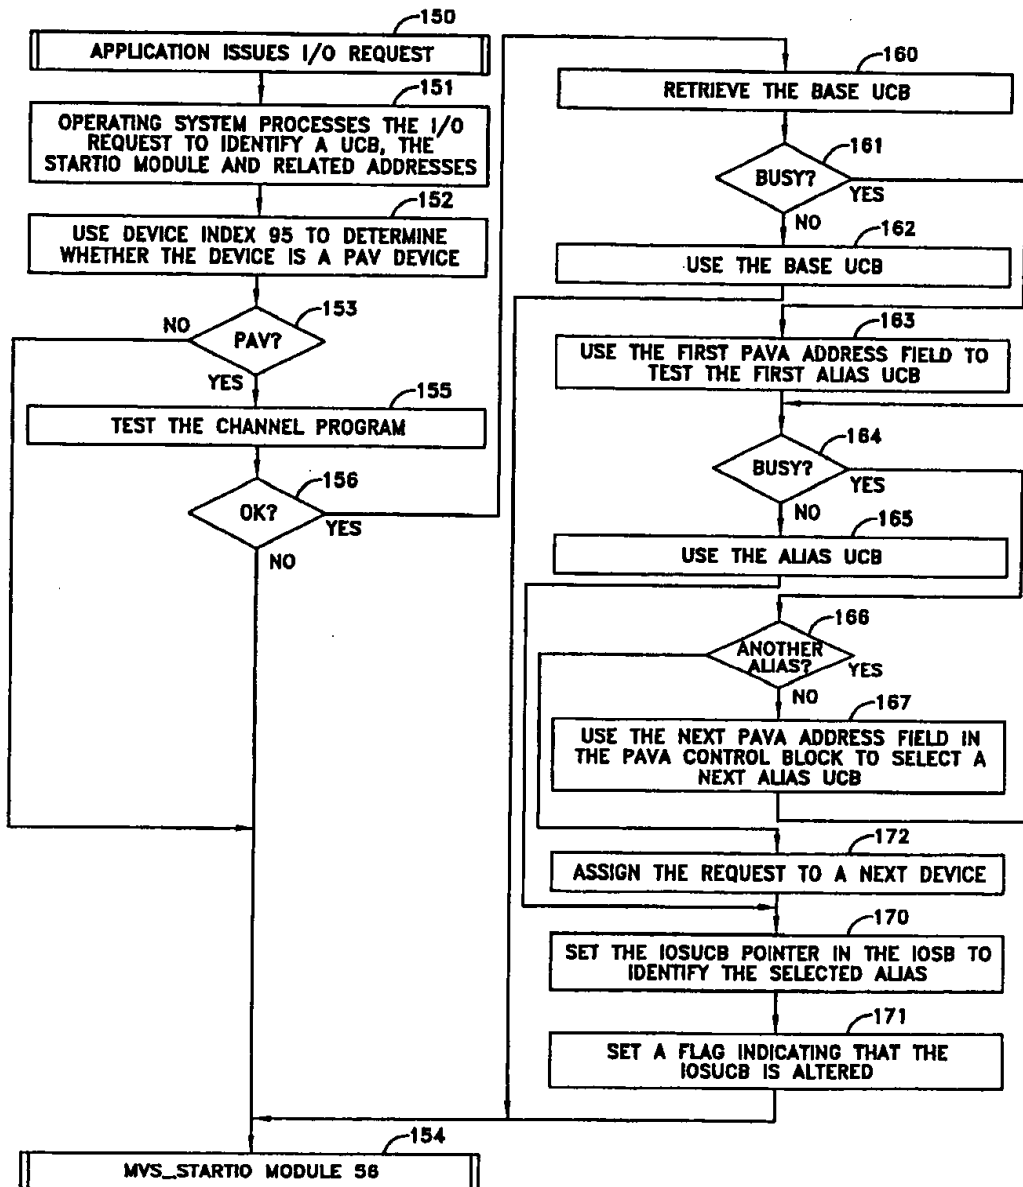 150
APPLICATION ISSUES I/O REQUEST
151
OPERATING SYSTEM PROCESSES THE I/O
REQUEST TO IDENTIFY A UCB, THE
STARTIO MODULE AND RELATED ADDRESSES
152
USE DEVICE INDEX 95 TO DETERMINE
WHETHER THE DEVICE IS A PAV DEVICE
153
NO
PAV?
YES
155
TEST THE CHANNEL PROGRAM
156
OK?
YES
NO
160
RETRIEVE THE BASE UCB
161
BUSY?
YES
NO
162
USE THE BASE UCB
163
USE THE FIRST PAVA ADDRESS FIELD TO
TEST THE FIRST ALIAS UCB
164
BUSY?
YES
NO
165
USE THE ALIAS UCB
166
ANOTHER
ALIAS?
YES
NO
167
USE THE NEXT PAVA ADDRESS FIELD IN
THE PAVA CONTROL BLOCK TO SELECT A
NEXT ALIAS UCB
172
ASSIGN THE REQUEST TO A NEXT DEVICE
170
SET THE IOSUCB POINTER IN THE IOSB TO
IDENTIFY THE SELECTED ALIAS
171
SET A FLAG INDICATING THAT THE
IOSUCB IS ALTERED
154
MVS_STARTIO MODULE 56